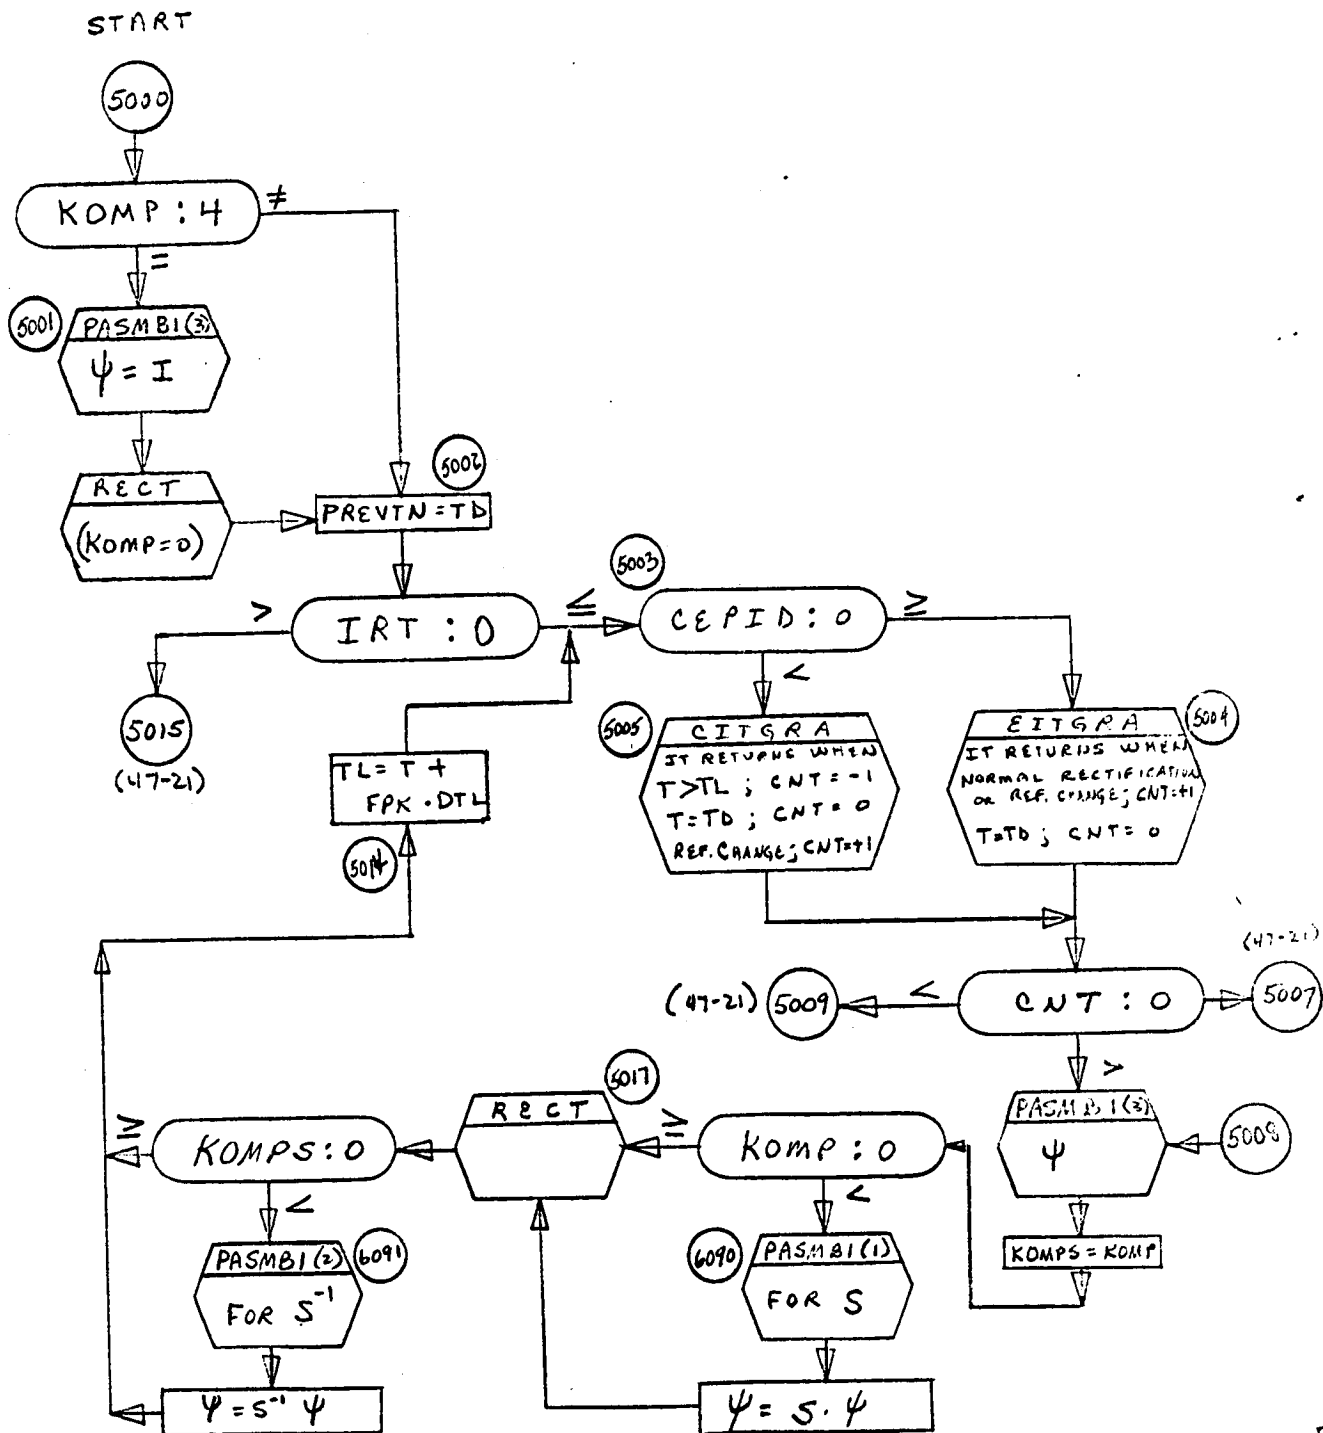 START
5000
KOMP : 4
≠
=
5001
PASMB1(3)
ψ = I
RECT
(KOMP=0)
5002
PREVTN=TD
>
IRT : 0
≤
5015
(47-21)
5003
CEPID : 0
≥
<
5005
CITGRA
IT RETURNS WHEN
T>TL ; CNT = -1
T=TD ; CNT = 0
REF. CHANGE; CNT=+1
5004
EITGRA
IT RETURNS WHEN
NORMAL RECTIFICATION
OR REF. CHANGE; CNT=+1
T=TD ; CNT = 0
TL = T +
FPK · DTL
5014
(47-21)
5009
<
CNT : 0
(47-21)
5007
>
PASMB1(3)
ψ
5008
KOMPS = KOMP
KOMP : 0
≥
<
5017
RECT
KOMPS : 0
≥
<
PASMB1(2)
6091
FOR S⁻¹
ψ = S⁻¹ ψ
6090
PASMB1(1)
FOR S
ψ = S · ψ